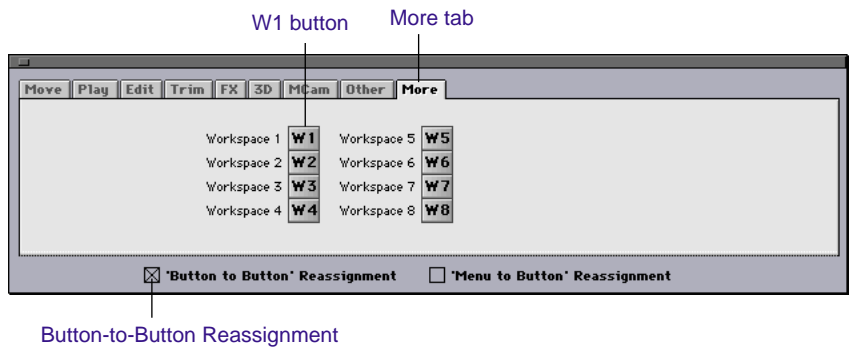 W1 button
More tab
Move Play Edit Trim FX 3D MCam Other More
Workspace 1 W1 Workspace 5 W5
Workspace 2 W2 Workspace 6 W6
Workspace 3 W3 Workspace 7 W7
Workspace 4 W4 Workspace 8 W8
'Button to Button' Reassignment 'Menu to Button' Reassignment
Button-to-Button Reassignment